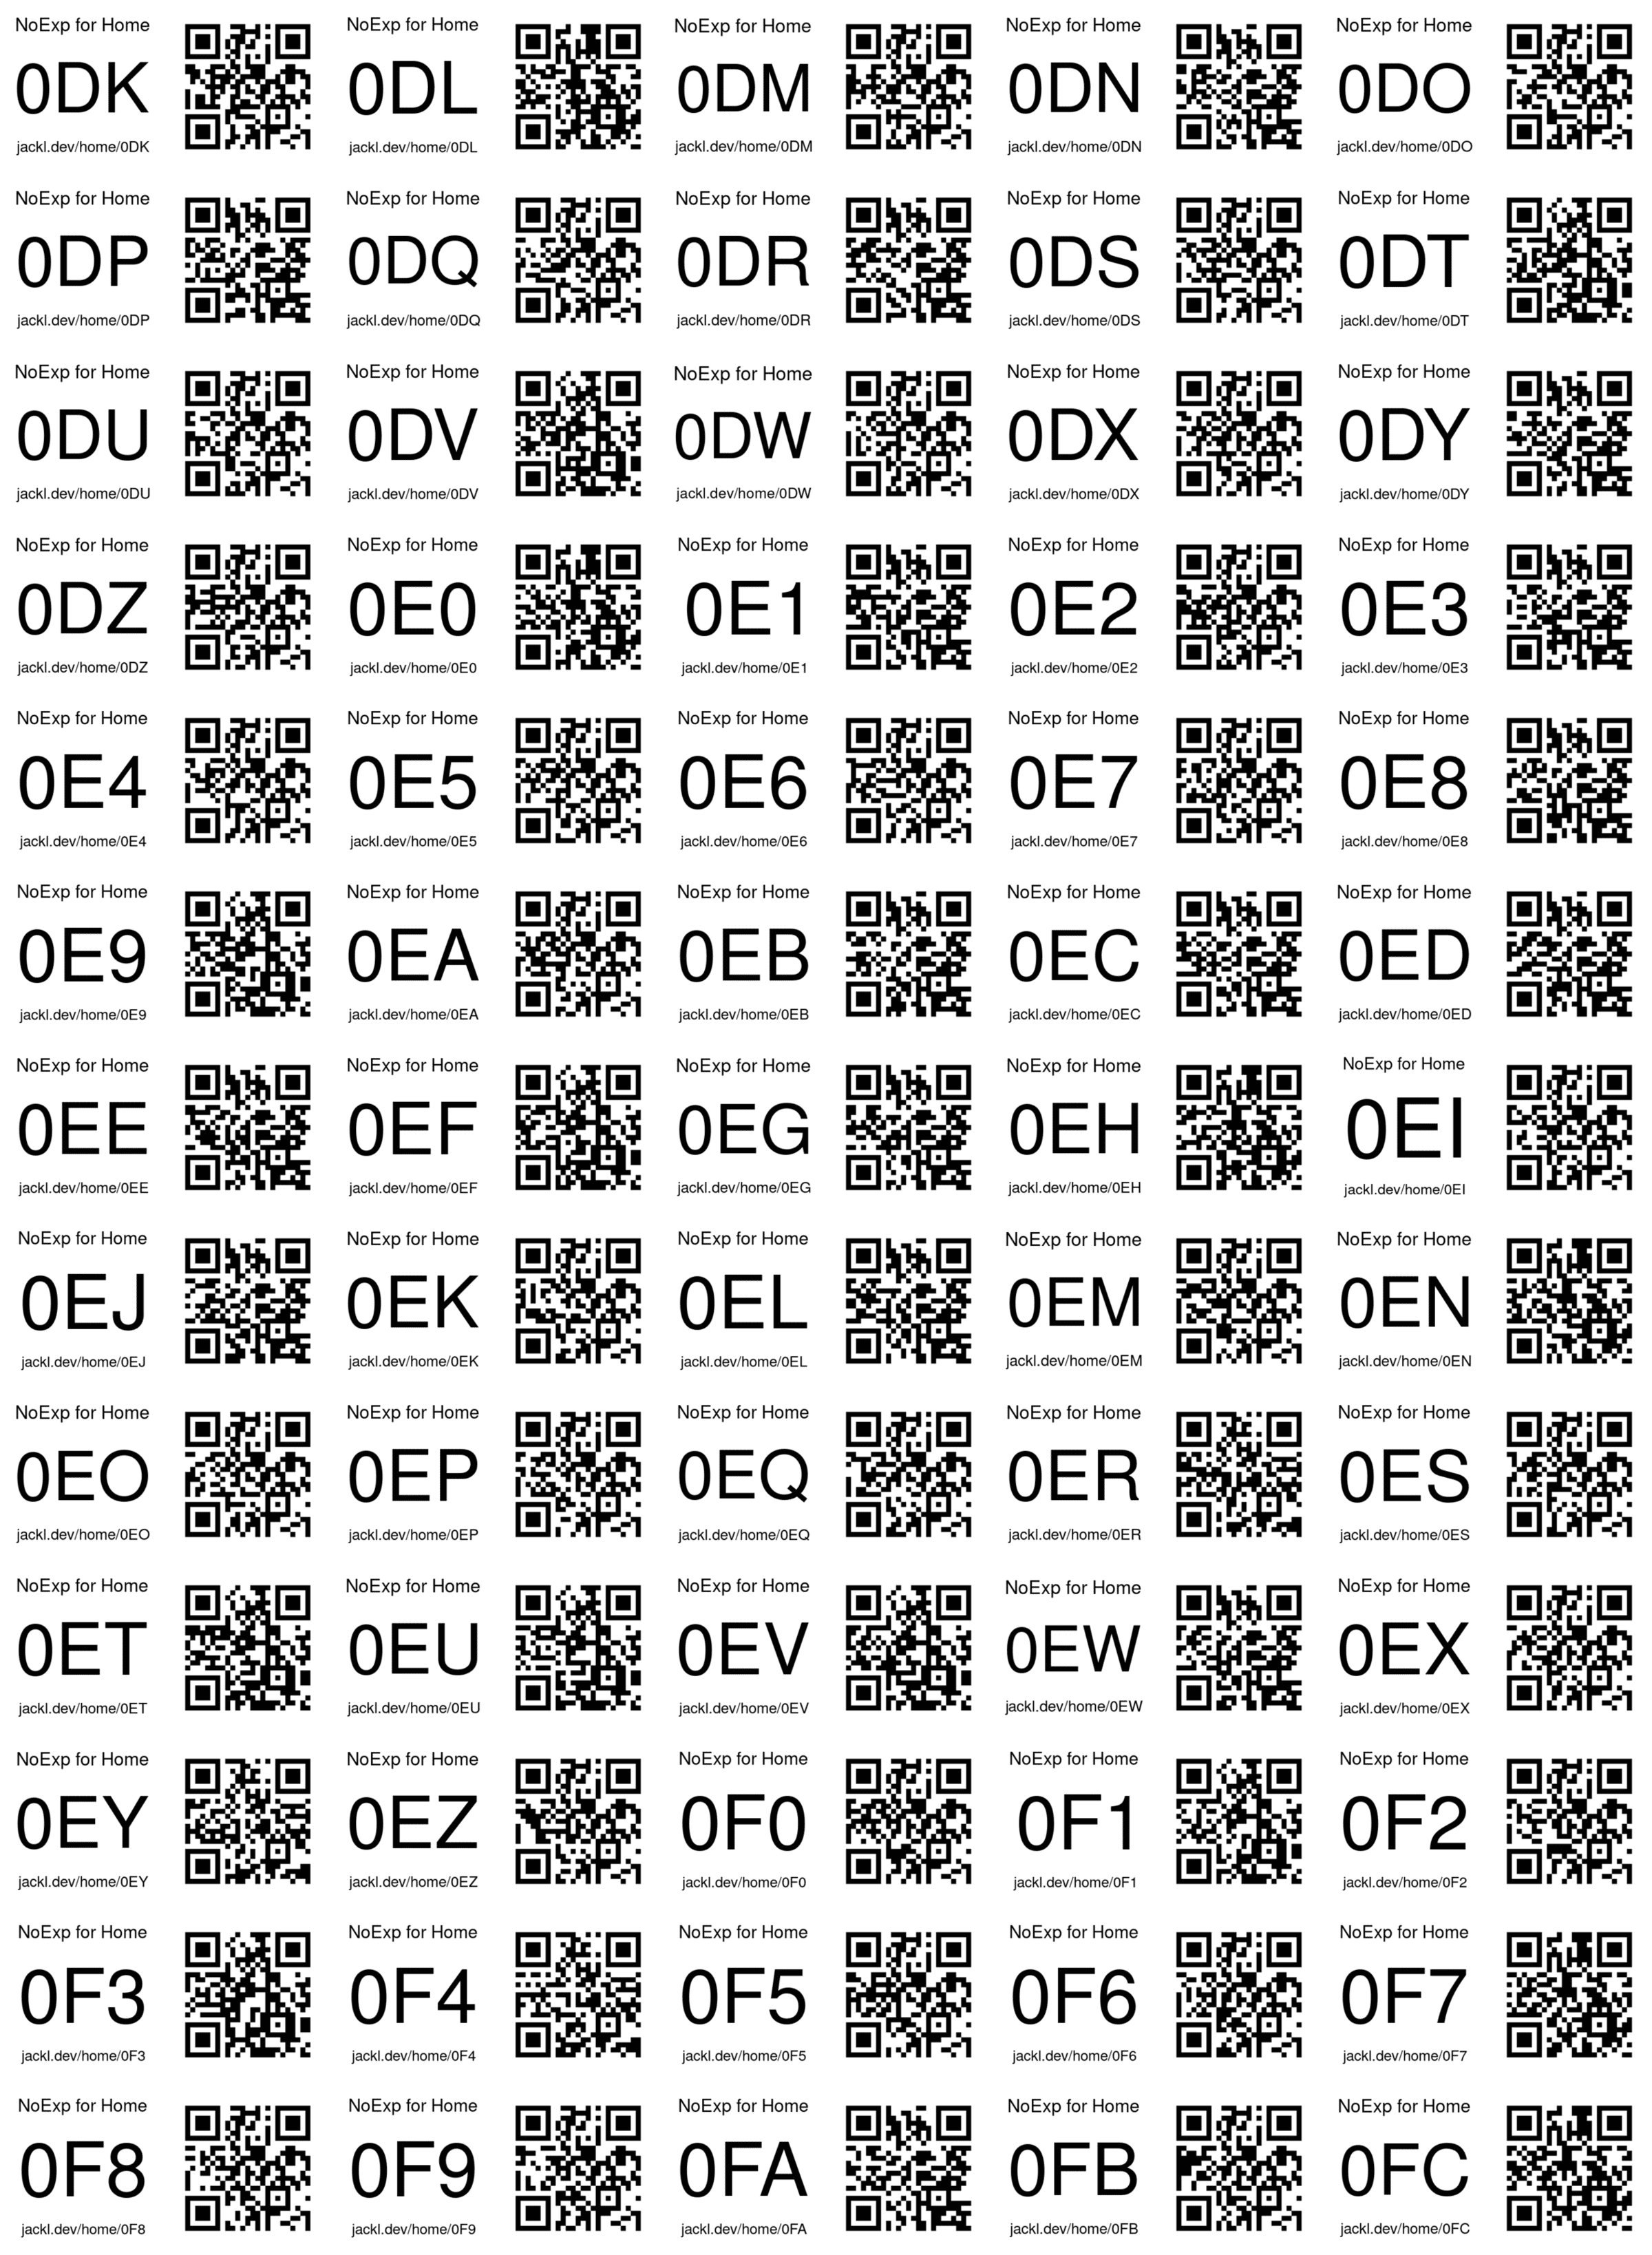 NoExp for Home
0DK
jackl.dev/home/0DK
NoExp for Home
0DL
jackl.dev/home/0DL
NoExp for Home
0DM
jackl.dev/home/0DM
NoExp for Home
0DN
jackl.dev/home/0DN
NoExp for Home
0DO
jackl.dev/home/0DO
NoExp for Home
0DP
jackl.dev/home/0DP
NoExp for Home
0DQ
jackl.dev/home/0DQ
NoExp for Home
0DR
jackl.dev/home/0DR
NoExp for Home
0DS
jackl.dev/home/0DS
NoExp for Home
0DT
jackl.dev/home/0DT
NoExp for Home
0DU
jackl.dev/home/0DU
NoExp for Home
0DV
jackl.dev/home/0DV
NoExp for Home
0DW
jackl.dev/home/0DW
NoExp for Home
0DX
jackl.dev/home/0DX
NoExp for Home
0DY
jackl.dev/home/0DY
NoExp for Home
0DZ
jackl.dev/home/0DZ
NoExp for Home
0E0
jackl.dev/home/0E0
NoExp for Home
0E1
jackl.dev/home/0E1
NoExp for Home
0E2
jackl.dev/home/0E2
NoExp for Home
0E3
jackl.dev/home/0E3
NoExp for Home
0E4
jackl.dev/home/0E4
NoExp for Home
0E5
jackl.dev/home/0E5
NoExp for Home
0E6
jackl.dev/home/0E6
NoExp for Home
0E7
jackl.dev/home/0E7
NoExp for Home
0E8
jackl.dev/home/0E8
NoExp for Home
0E9
jackl.dev/home/0E9
NoExp for Home
0EA
jackl.dev/home/0EA
NoExp for Home
0EB
jackl.dev/home/0EB
NoExp for Home
0EC
jackl.dev/home/0EC
NoExp for Home
0ED
jackl.dev/home/0ED
NoExp for Home
0EE
jackl.dev/home/0EE
NoExp for Home
0EF
jackl.dev/home/0EF
NoExp for Home
0EG
jackl.dev/home/0EG
NoExp for Home
0EH
jackl.dev/home/0EH
NoExp for Home
0EI
jackl.dev/home/0EI
NoExp for Home
0EJ
jackl.dev/home/0EJ
NoExp for Home
0EK
jackl.dev/home/0EK
NoExp for Home
0EL
jackl.dev/home/0EL
NoExp for Home
0EM
jackl.dev/home/0EM
NoExp for Home
0EN
jackl.dev/home/0EN
NoExp for Home
0EO
jackl.dev/home/0EO
NoExp for Home
0EP
jackl.dev/home/0EP
NoExp for Home
0EQ
jackl.dev/home/0EQ
NoExp for Home
0ER
jackl.dev/home/0ER
NoExp for Home
0ES
jackl.dev/home/0ES
NoExp for Home
0ET
jackl.dev/home/0ET
NoExp for Home
0EU
jackl.dev/home/0EU
NoExp for Home
0EV
jackl.dev/home/0EV
NoExp for Home
0EW
jackl.dev/home/0EW
NoExp for Home
0EX
jackl.dev/home/0EX
NoExp for Home
0EY
jackl.dev/home/0EY
NoExp for Home
0EZ
jackl.dev/home/0EZ
NoExp for Home
0F0
jackl.dev/home/0F0
NoExp for Home
0F1
jackl.dev/home/0F1
NoExp for Home
0F2
jackl.dev/home/0F2
NoExp for Home
0F3
jackl.dev/home/0F3
NoExp for Home
0F4
jackl.dev/home/0F4
NoExp for Home
0F5
jackl.dev/home/0F5
NoExp for Home
0F6
jackl.dev/home/0F6
NoExp for Home
0F7
jackl.dev/home/0F7
NoExp for Home
0F8
jackl.dev/home/0F8
NoExp for Home
0F9
jackl.dev/home/0F9
NoExp for Home
0FA
jackl.dev/home/0FA
NoExp for Home
0FB
jackl.dev/home/0FB
NoExp for Home
0FC
jackl.dev/home/0FC